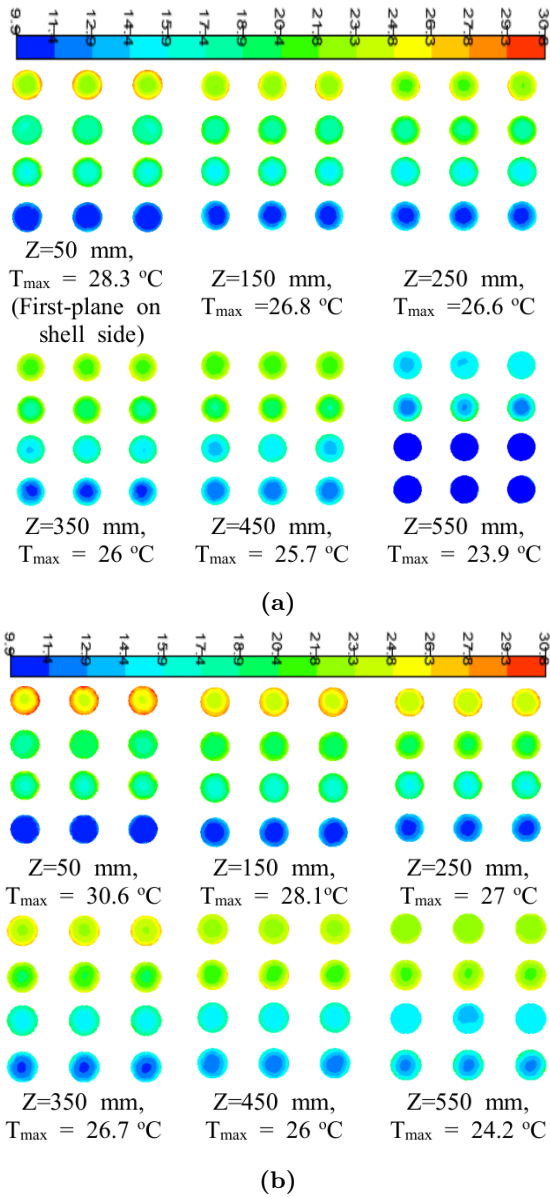 9.9 11.4 12.9 14.4 15.9 17.4 18.9 20.4 21.8 23.3 24.8 26.3 27.8 29.3 30.8
Z=50 mm,
Tmax = 28.3 ºC
(First-plane on
shell side)
Z=150 mm,
Tmax =26.8 ºC
Z=250 mm,
Tmax =26.6 ºC
Z=350 mm,
Tmax = 26 ºC
Z=450 mm,
Tmax = 25.7 ºC
Z=550 mm,
Tmax = 23.9 ºC
(a)
9.9 11.4 12.9 14.4 15.9 17.4 18.9 20.4 21.8 23.3 24.8 26.3 27.8 29.3 30.8
Z=50 mm,
Tmax = 30.6 ºC
Z=150 mm,
Tmax = 28.1ºC
Z=250 mm,
Tmax = 27 ºC
Z=350 mm,
Tmax = 26.7 ºC
Z=450 mm,
Tmax = 26 ºC
Z=550 mm,
Tmax = 24.2 ºC
(b)